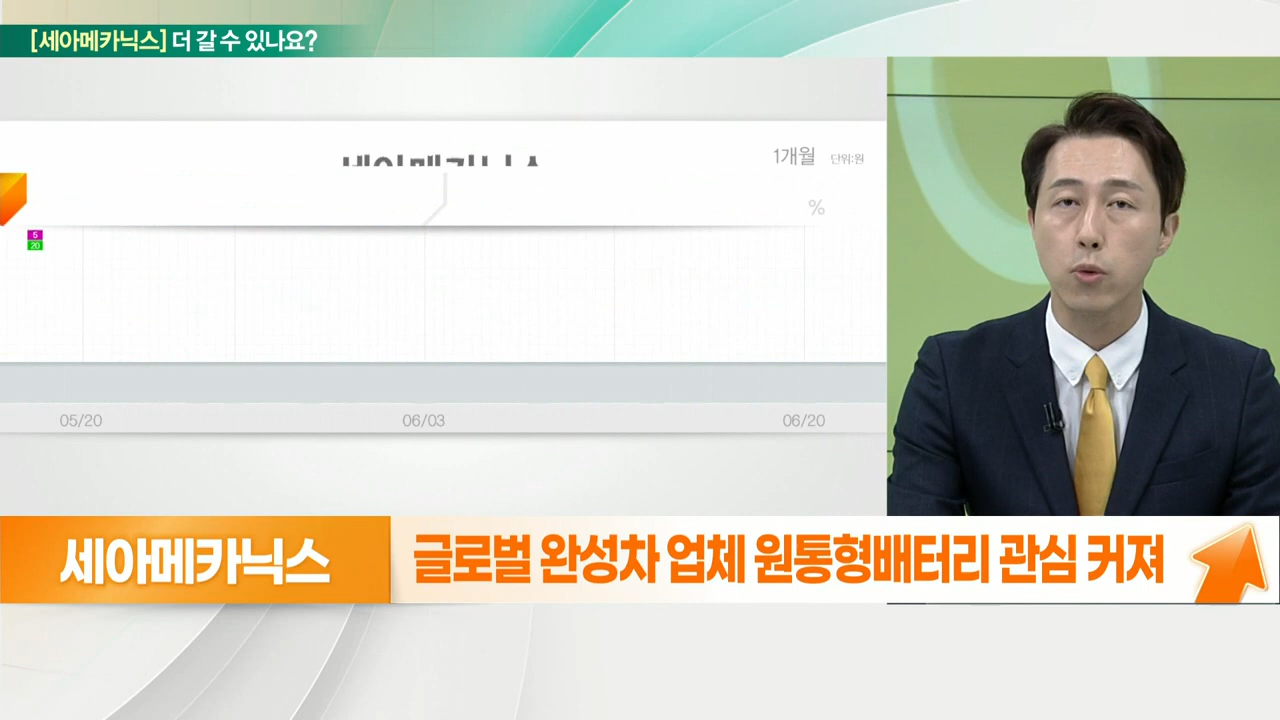 [세아메카닉스] 더 갈 수 있나요?
1개월 단위:원
%
5
20
05/20 06/03 06/20
세아메카닉스 글로벌 완성차 업체 원통형배터리 관심 커져